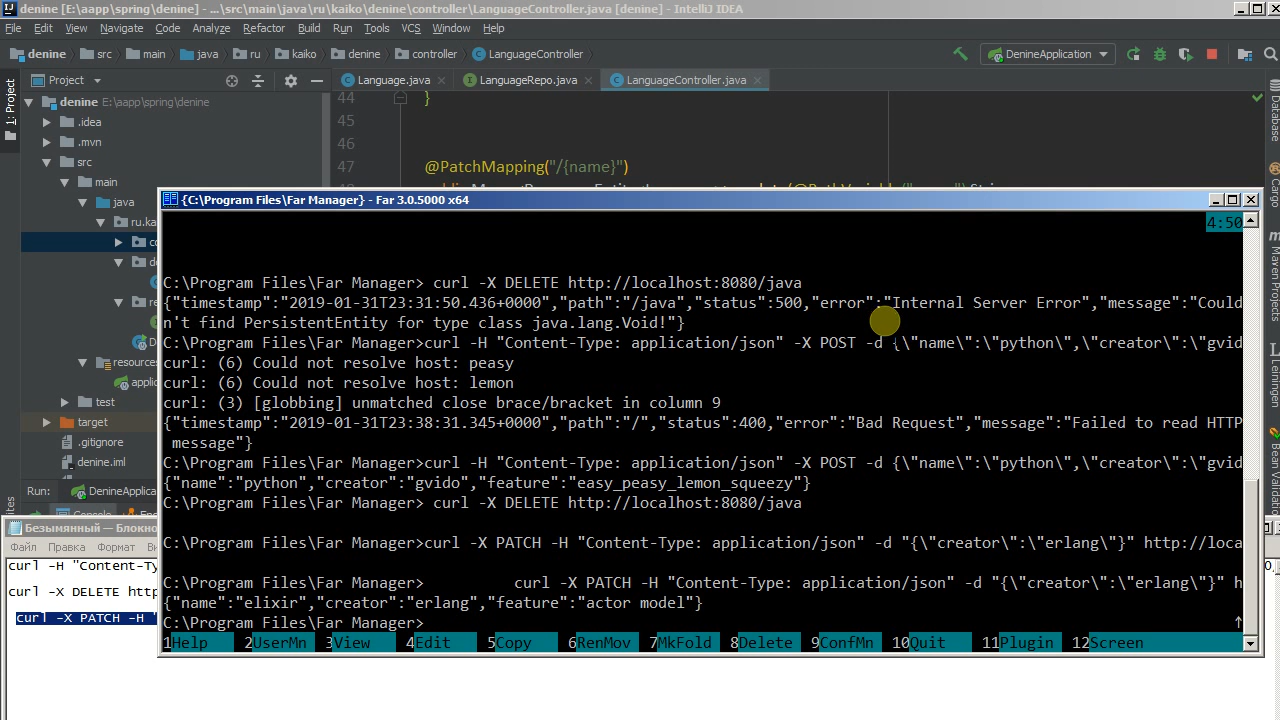 denine [E:\aapp\spring\denine] - ...\src\main\java\ru\kaiko\denine\controller\LanguageController.java [denine] - IntelliJ IDEA
File Edit View Navigate Code Analyze Refactor Build Run Tools VCS Window Help
denine src main java ru kaiko denine controller LanguageController DenineApplication
1: Project
Project
Language.java LanguageRepo.java LanguageController.java
denine E:\aapp\spring\denine
.idea
.mvn
src
main
java
ru.ka
resources
applic
test
target
.gitignore
denine.iml
44 }
45
46
47 @PatchMapping("/{name}")
Database
Cargo
Maven Projects
Leiningen
Bean Validation
Run: DenineApplica
{C:\Program Files\Far Manager} - Far 3.0.5000 x64
4:50
C:\Program Files\Far Manager> curl -X DELETE http://localhost:8080/java
{"timestamp":"2019-01-31T23:31:50.436+0000","path":"/java","status":500,"error":"Internal Server Error","message":"Could
n't find PersistentEntity for type class java.lang.Void!"}
C:\Program Files\Far Manager>curl -H "Content-Type: application/json" -X POST -d {\"name\":\"python\",\"creator\":\"gvid
curl: (6) Could not resolve host: peasy
curl: (6) Could not resolve host: lemon
curl: (3) [globbing] unmatched close brace/bracket in column 9
{"timestamp":"2019-01-31T23:38:31.345+0000","path":"/","status":400,"error":"Bad Request","message":"Failed to read HTTP
message"}
C:\Program Files\Far Manager>curl -H "Content-Type: application/json" -X POST -d {\"name\":\"python\",\"creator\":\"gvid
{"name":"python","creator":"gvido","feature":"easy_peasy_lemon_squeezy"}
C:\Program Files\Far Manager> curl -X DELETE http://localhost:8080/java
C:\Program Files\Far Manager>curl -X PATCH -H "Content-Type: application/json" -d "{\"creator\":\"erlang\"}" http://loca
C:\Program Files\Far Manager> curl -X PATCH -H "Content-Type: application/json" -d "{\"creator\":\"erlang\"}" h
{"name":"elixir","creator":"erlang","feature":"actor model"}
C:\Program Files\Far Manager>
1Help 2UserMn 3View 4Edit 5Copy 6RenMov 7MkFold 8Delete 9ConfMn 10Quit 11Plugin 12Screen
Безымянный — Блокно
Файл Правка Формат Ви
curl -H "Content-Ty
curl -X DELETE http
curl -X PATCH -H "